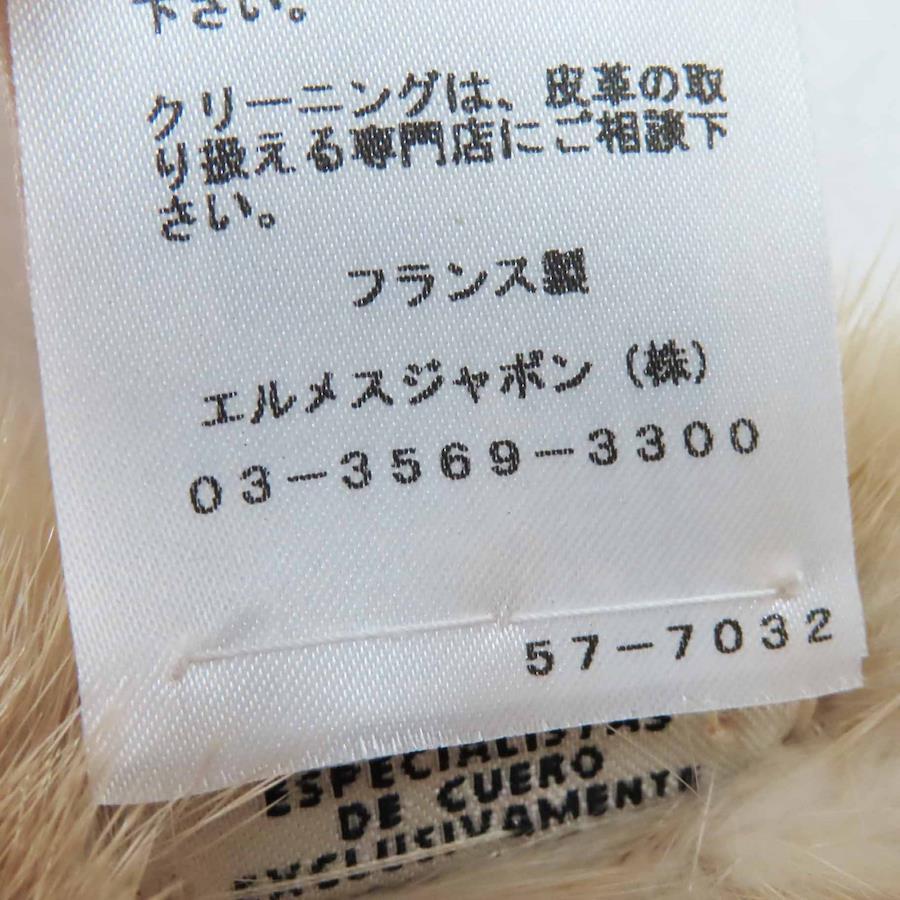 下さい。
クリーニングは、皮革の取
り扱える専門店にご相談下
さい。
フランス製
エルメスジャポン（株）
03-3569-3300
57-7032
ESPECIALISTAS
DE CUERO
EXCLUSIVAMENTE